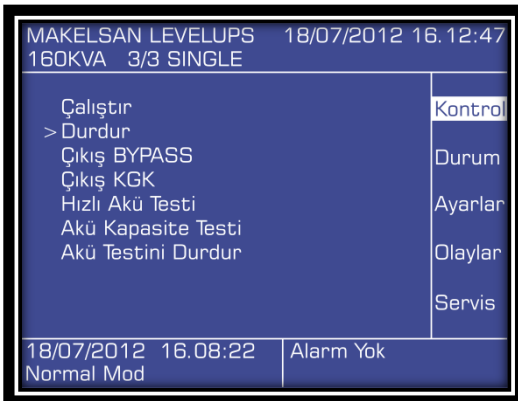 MAKELSAN LEVELUPS 18/07/2012 16.12:47
160KVA 3/3 SINGLE
Çalıştır
>Durdur
Çıkış BYPASS
Çıkış KGK
Hızlı Akü Testi
Akü Kapasite Testi
Akü Testini Durdur
Kontrol
Durum
Ayarlar
Olaylar
Servis
18/07/2012 16.08:22
Normal Mod
Alarm Yok